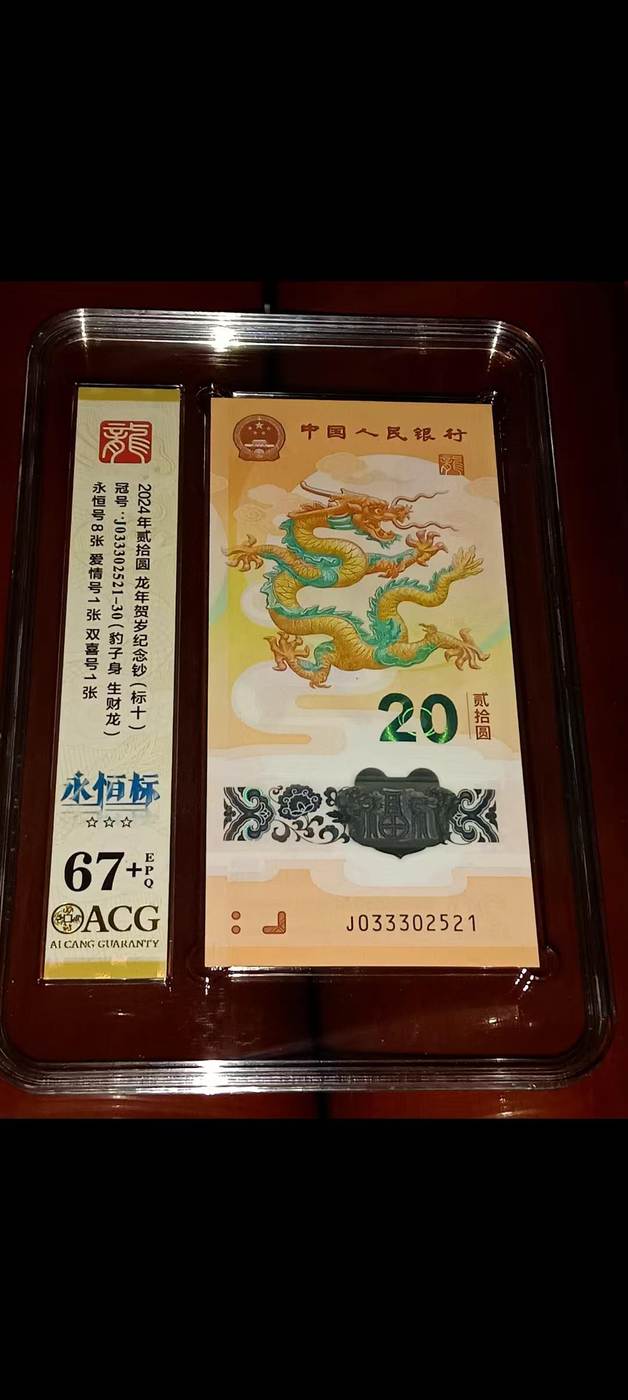 龍
2024年贰拾圆 龙年贺岁纪念钞(标十)
冠号:J033302521-30(豹子身 生财龙)
永恒号8张 爱情号1张 双喜号1张
永恒标
☆☆☆
67+EPQ
ACG
AI CANG GUARANTY
中国人民银行
龍
20
贰拾圆
福
J033302521